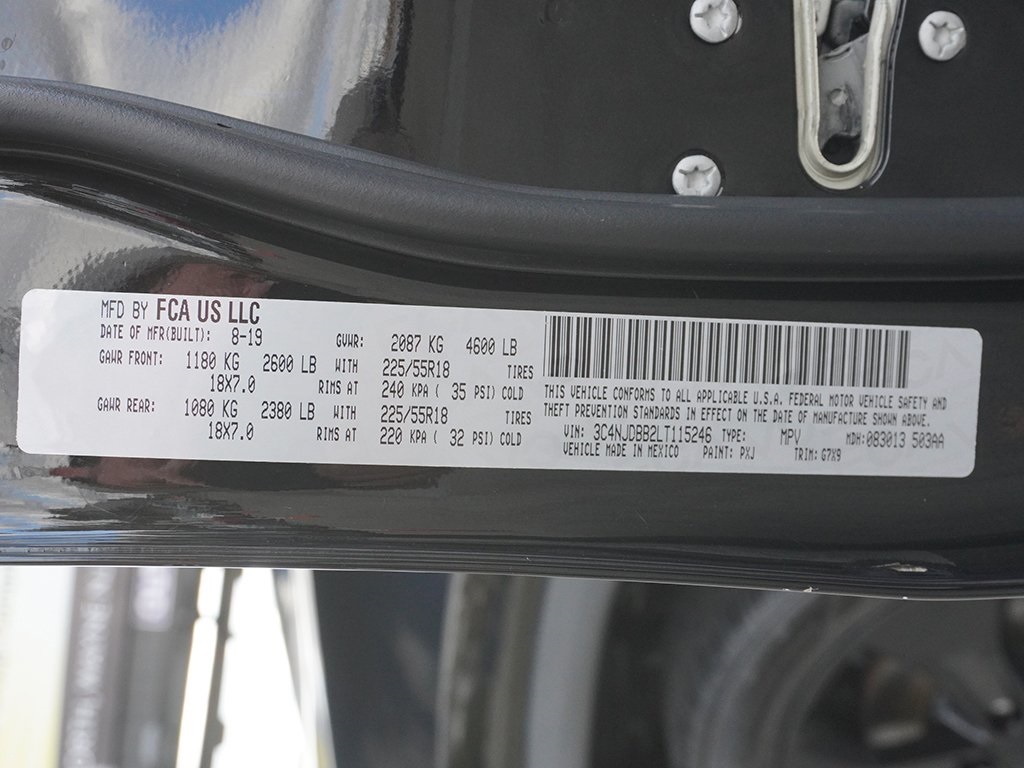 MFD BY FCA US LLC
DATE OF MFR(BUILT): 8-19 GVWR: 2087 KG 4600 LB
GAWR FRONT: 1180 KG 2600 LB WITH 225/55R18 TIRES
18X7.0 RIMS AT 240 KPA ( 35 PSI) COLD
GAWR REAR: 1080 KG 2380 LB WITH 225/55R18 TIRES
18X7.0 RIMS AT 220 KPA ( 32 PSI) COLD
THIS VEHICLE CONFORMS TO ALL APPLICABLE U.S.A. FEDERAL MOTOR VEHICLE SAFETY AND
THEFT PREVENTION STANDARDS IN EFFECT ON THE DATE OF MANUFACTURE SHOWN ABOVE.
VIN: 3C4NJDBB2LT115246 TYPE: MPV MDH: 083013 503AA
VEHICLE MADE IN MEXICO PAINT: PXJ TRIM: G7X9